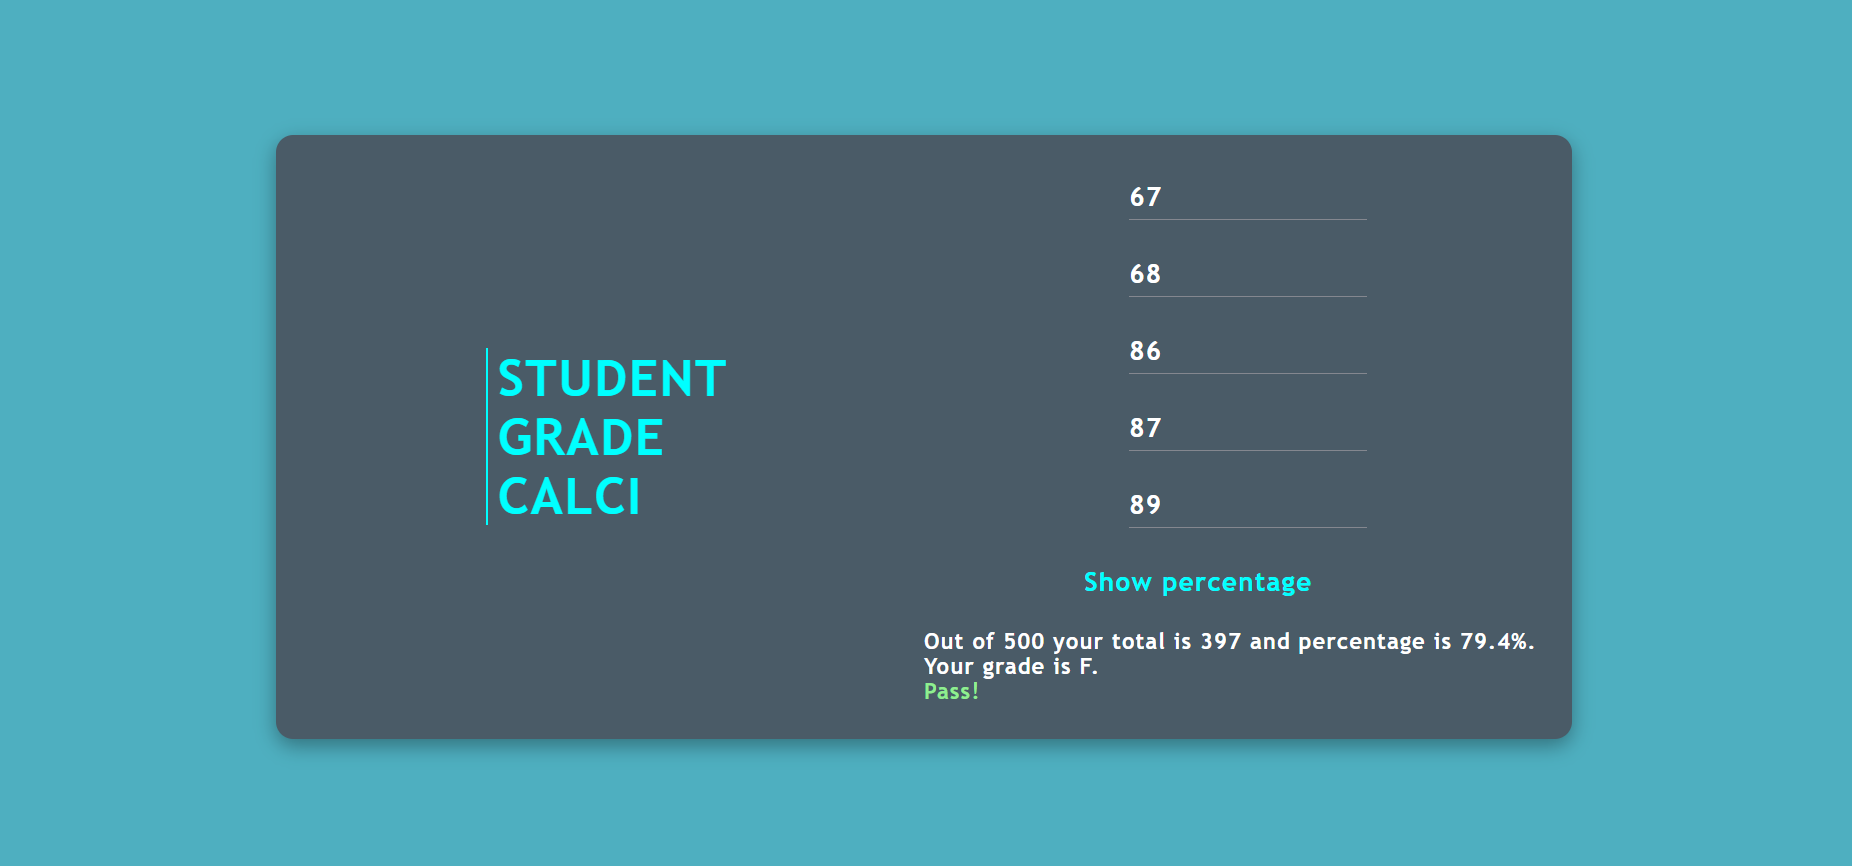 STUDENT
GRADE
CALCI
67
68
86
87
89
Show percentage
Out of 500 your total is 397 and percentage is 79.4%.
Your grade is F.
Pass!